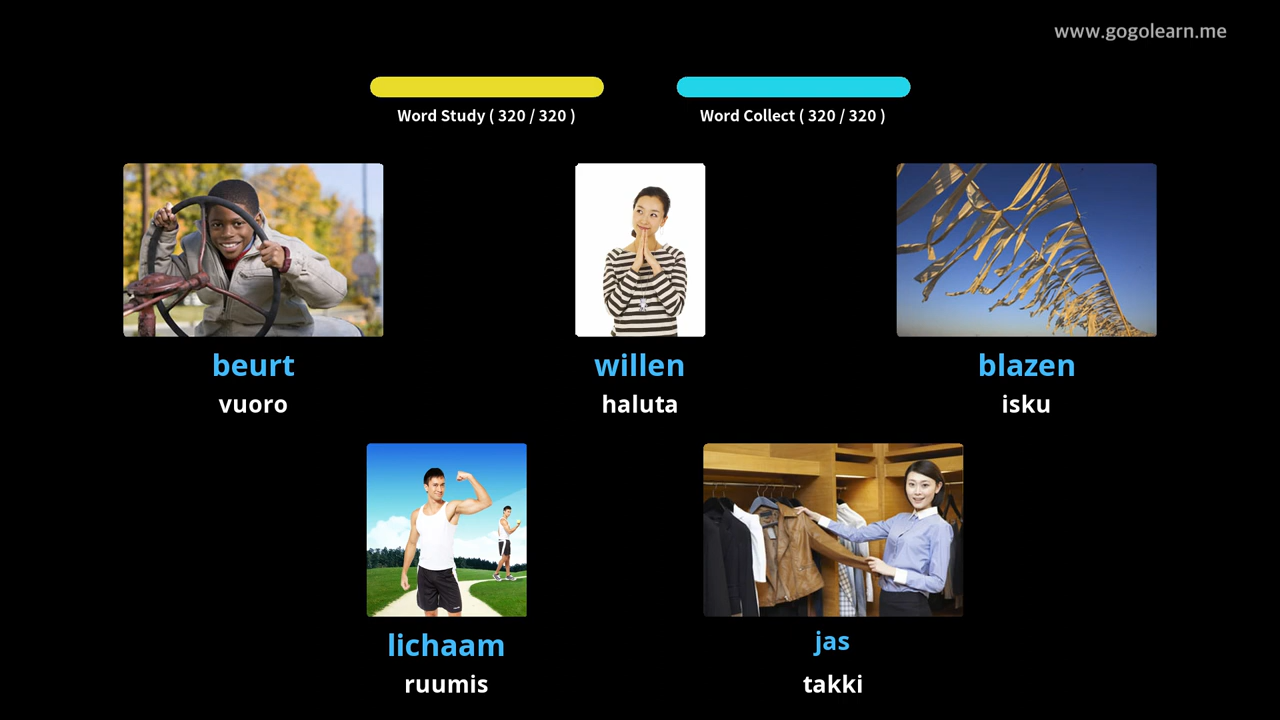 www.gogolearn.me
Word Study ( 320 / 320 )
Word Collect ( 320 / 320 )
beurt
vuoro
willen
haluta
blazen
isku
lichaam
ruumis
jas
takki